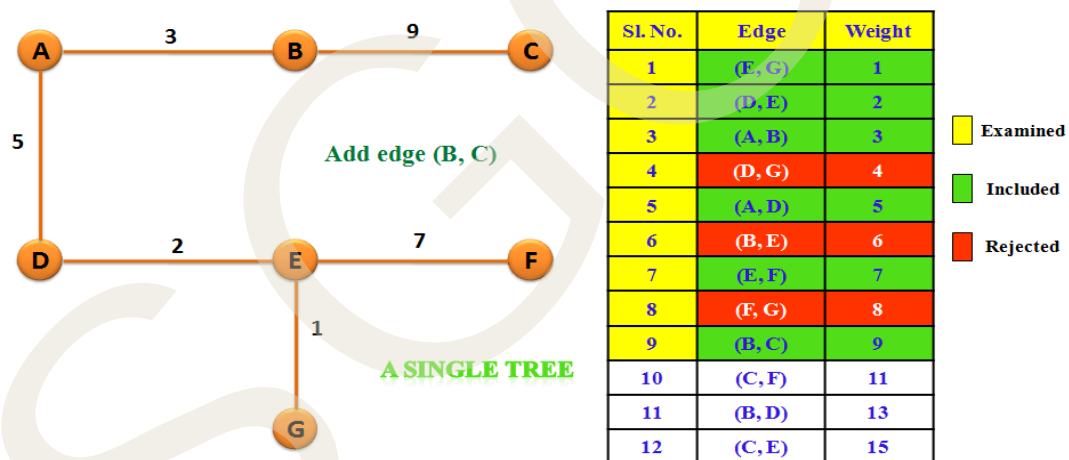 A 3 B 9 C
5
Add edge (B, C)
D 2 E 7 F
1
A SINGLE TREE
G
Sl. No. Edge Weight
1 (E, G) 1
2 (D, E) 2
3 (A, B) 3
4 (D, G) 4
5 (A, D) 5
6 (B, E) 6
7 (E, F) 7
8 (F, G) 8
9 (B, C) 9
10 (C, F) 11
11 (B, D) 13
12 (C, E) 15
Examined
Included
Rejected